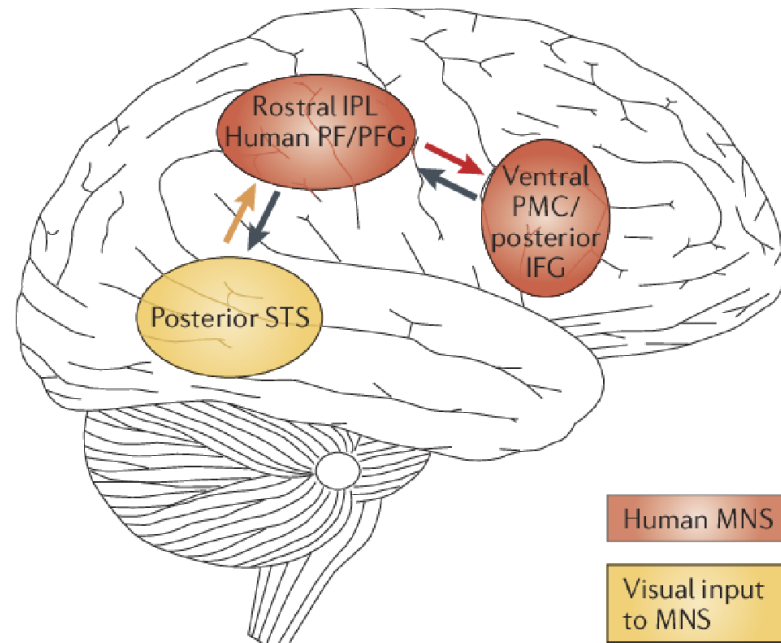 Rostral IPL
Human PF/PFG
Ventral
PMC/
posterior
IFG
Posterior STS
Human MNS
Visual input
to MNS